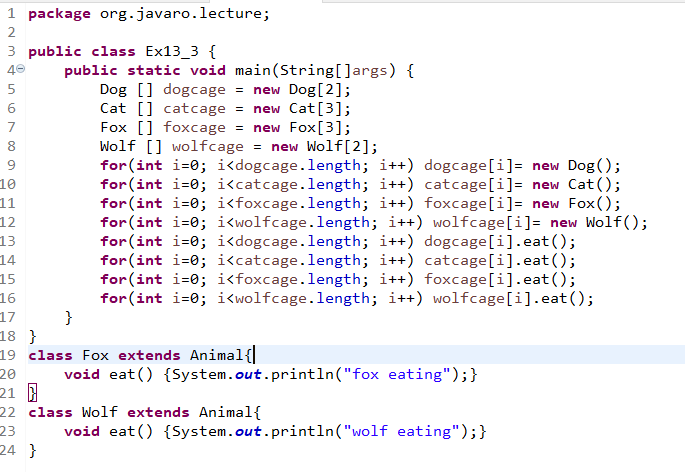 1 package org.javaro.lecture;
2
3 public class Ex13_3 {
4 public static void main(String[]args) {
5 Dog [] dogcage = new Dog[2];
6 Cat [] catcage = new Cat[3];
7 Fox [] foxcage = new Fox[3];
8 Wolf [] wolfcage = new Wolf[2];
9 for(int i=0; i<dogcage.length; i++) dogcage[i]= new Dog();
10 for(int i=0; i<catcage.length; i++) catcage[i]= new Cat();
11 for(int i=0; i<foxcage.length; i++) foxcage[i]= new Fox();
12 for(int i=0; i<wolfcage.length; i++) wolfcage[i]= new Wolf();
13 for(int i=0; i<dogcage.length; i++) dogcage[i].eat();
14 for(int i=0; i<catcage.length; i++) catcage[i].eat();
15 for(int i=0; i<foxcage.length; i++) foxcage[i].eat();
16 for(int i=0; i<wolfcage.length; i++) wolfcage[i].eat();
17 }
18 }
19 class Fox extends Animal{
20 void eat() {System.out.println("fox eating");}
21 }
22 class Wolf extends Animal{
23 void eat() {System.out.println("wolf eating");}
24 }